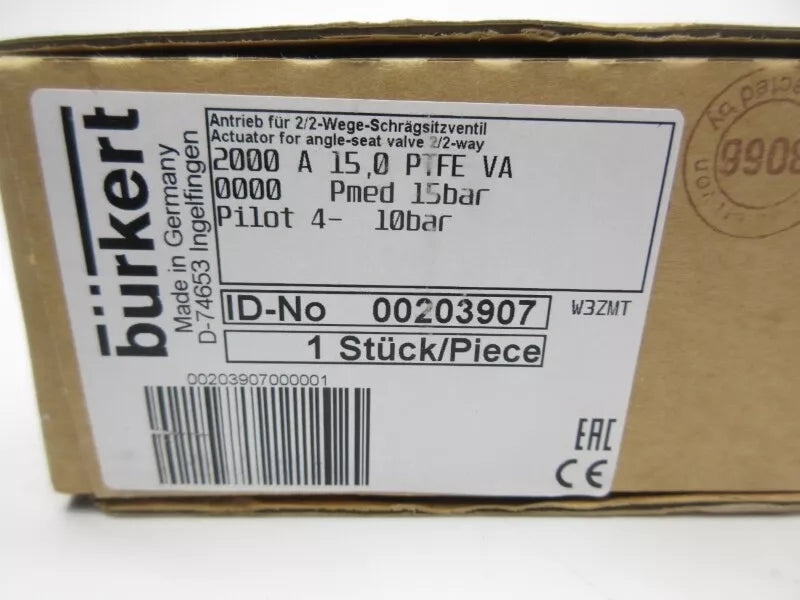 bürkert
Made in Germany
D-74653 Ingelfingen
Antrieb für 2/2-Wege-Schrägsitzventil
Actuator for angle-seat valve 2/2-way
2000 A 15,0 PTFE VA
0000 Pmed 15bar
Pilot 4- 10bar
ID-No 00203907
W3ZMT
1 Stück/Piece
00203907000001
EAC
CE
cted by